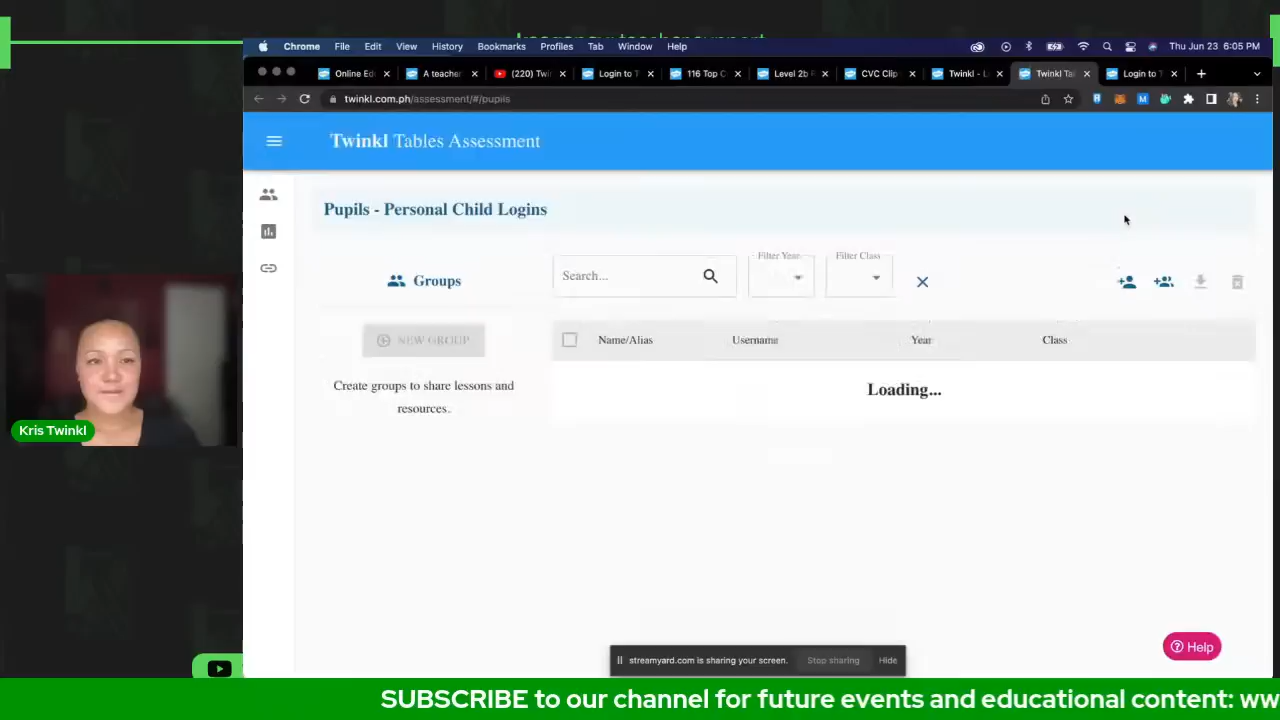 Chrome File Edit View History Bookmarks Profiles Tab Window Help Thu Jun 23 6:05 PM
Online Ed A teacher (220) Twi Login to T 116 Top C Level 2b CVC Clip Twinkl - L Twinkl Ta Login to T
twinkl.com.ph/assessment/#/pupils
Twinkl Tables Assessment
Pupils - Personal Child Logins
Groups
Search...
Filter Year
Filter Class
NEW GROUP
Name/Alias Username Year Class
Create groups to share lessons and
resources.
Loading...
Kris Twinkl
Help
streamyard.com is sharing your screen. Stop sharing Hide
SUBSCRIBE to our channel for future events and educational content: ww